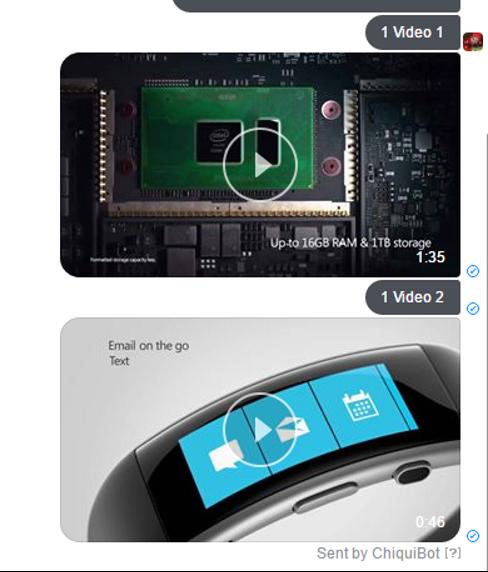 1 Video 1
intel
Up to 16GB RAM & 1TB storage
Formatted storage capacity less.
1:35
1 Video 2
Email on the go
Text
0:46
Sent by ChiquiBot [?]